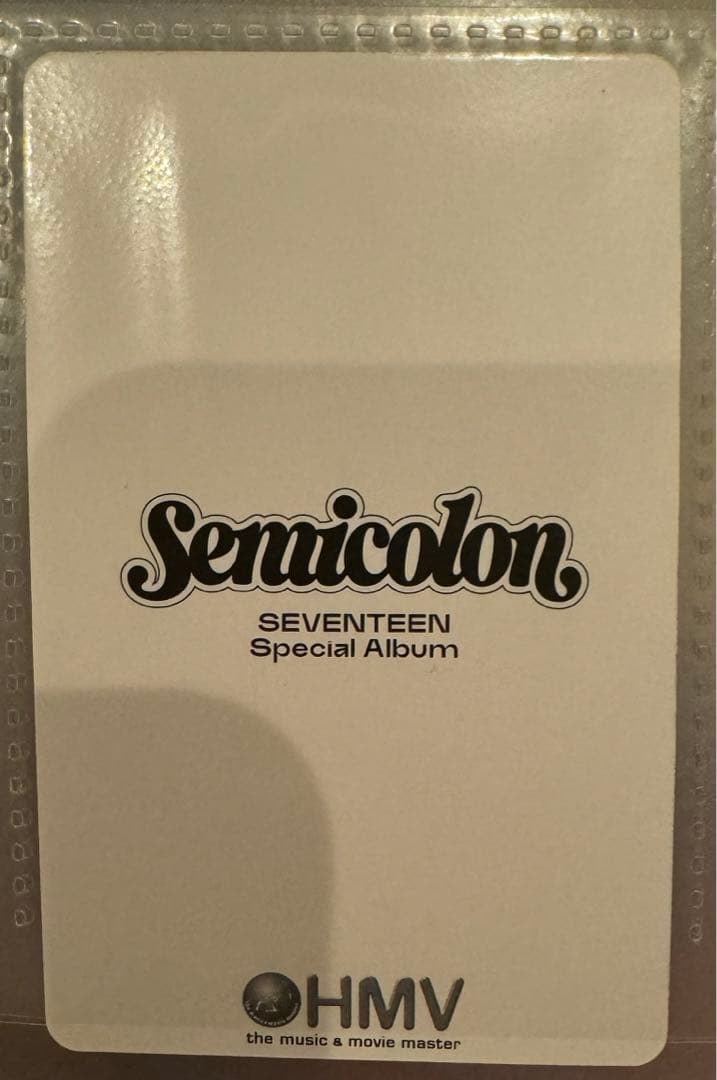 Semicolon
SEVENTEEN
Special Album
HMV
the music & movie master